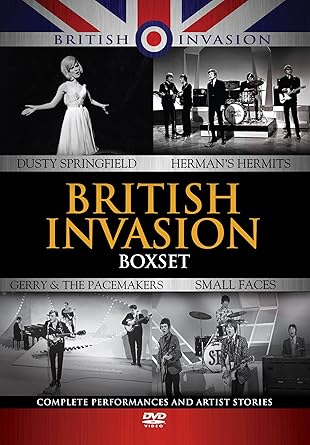 BRITISH INVASION
DUSTY SPRINGFIELD
HERMAN'S HERMITS
BRITISH
INVASION
BOXSET
GERRY & THE PACEMAKERS
SMALL FACES
COMPLETE PERFORMANCES AND ARTIST STORIES
DVD
VIDEO